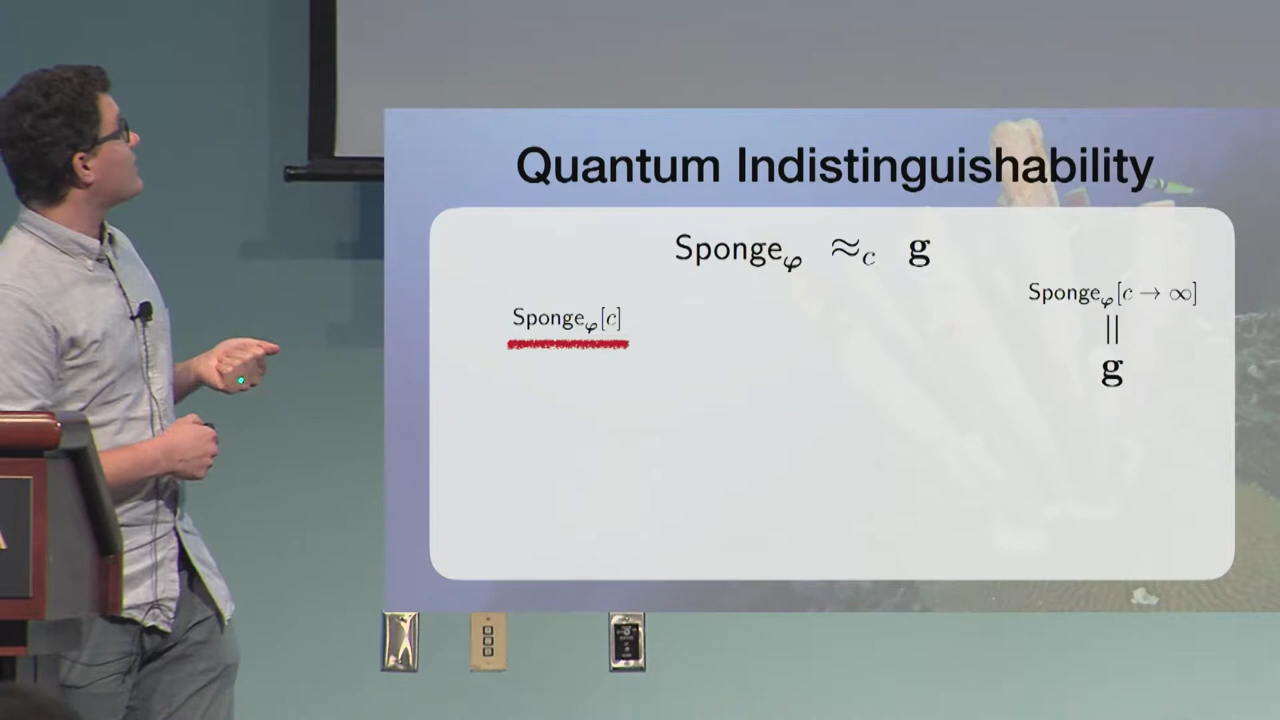 Quantum Indistinguishability
Sponge_φ ≈_c g
Sponge_φ[c → ∞]
Sponge_φ[c]
||
g
A